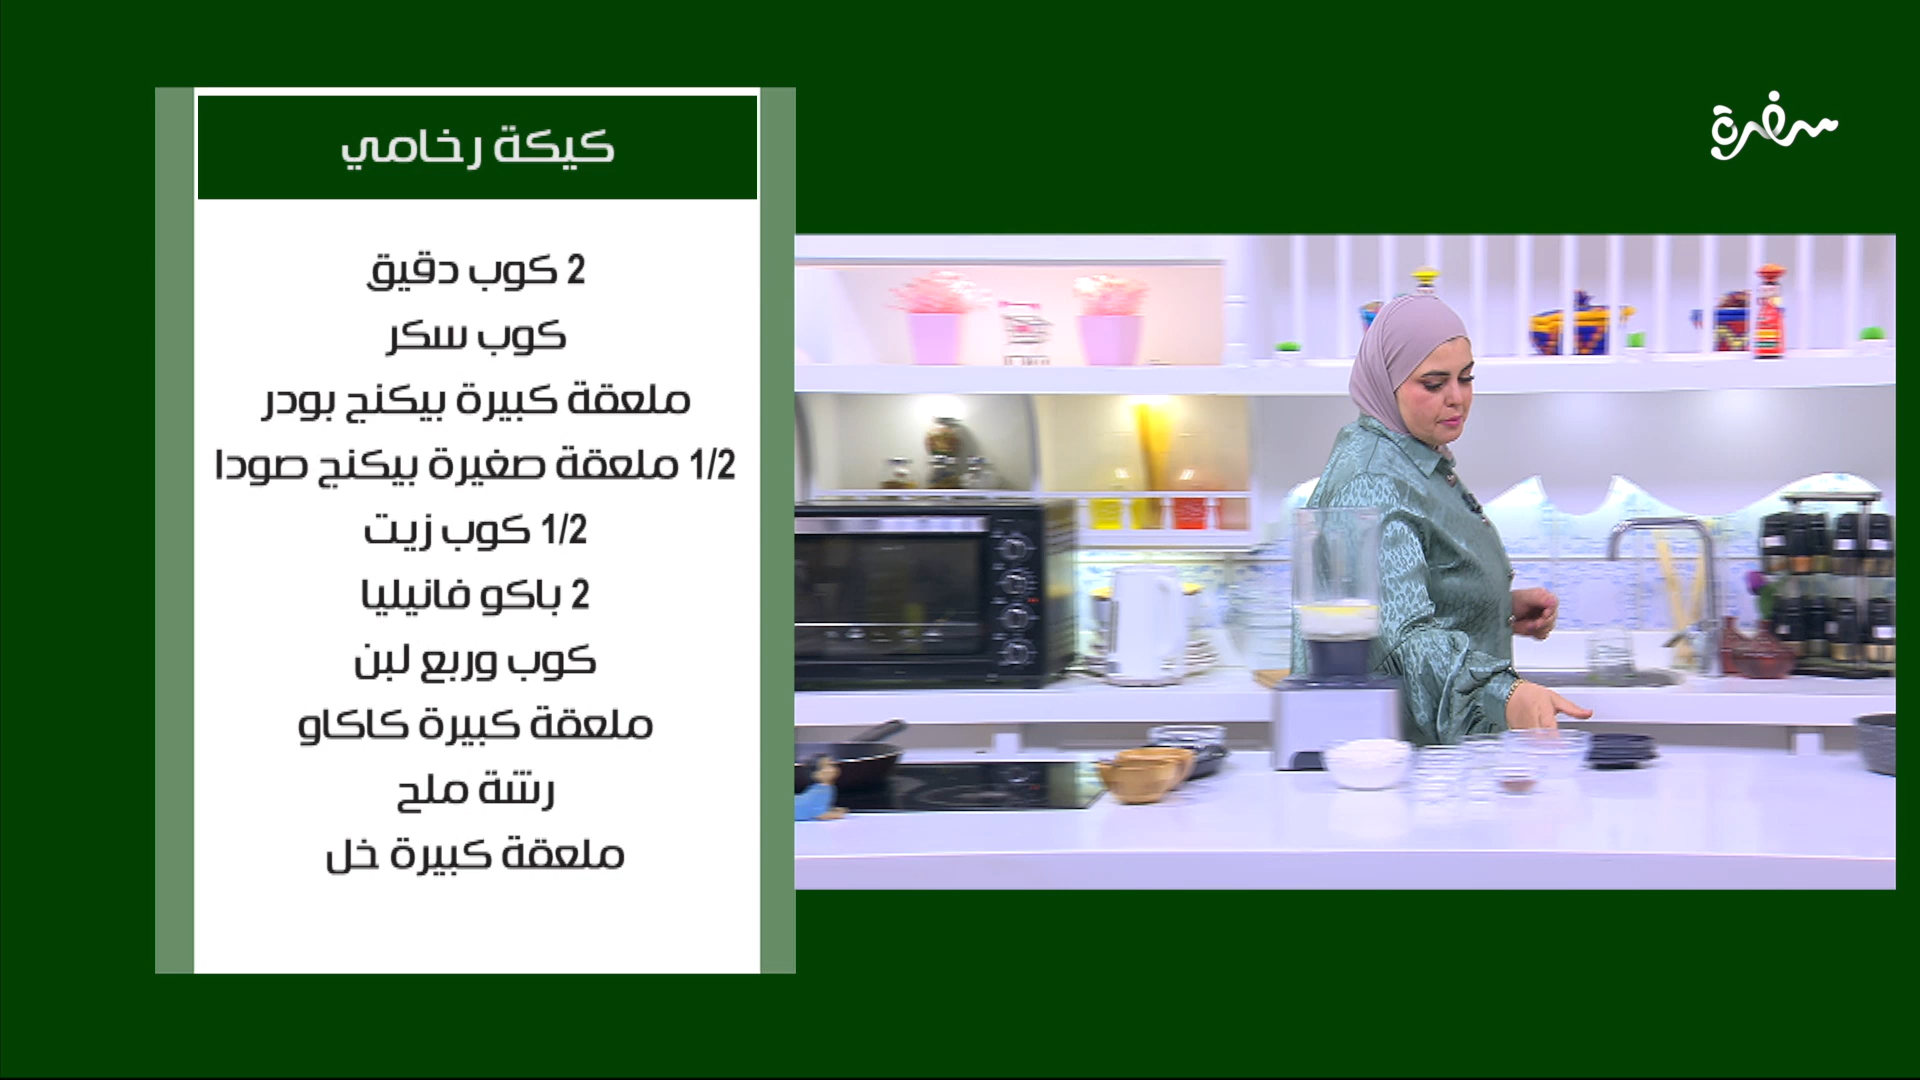 سفرة
كيكة رخامي
2 كوب دقيق
كوب سكر
ملعقة كبيرة بيكنج بودر
1/2 ملعقة صغيرة بيكنج صودا
1/2 كوب زيت
2 باكو فانيليا
كوب وربع لبن
ملعقة كبيرة كاكاو
رشة ملح
ملعقة كبيرة خل